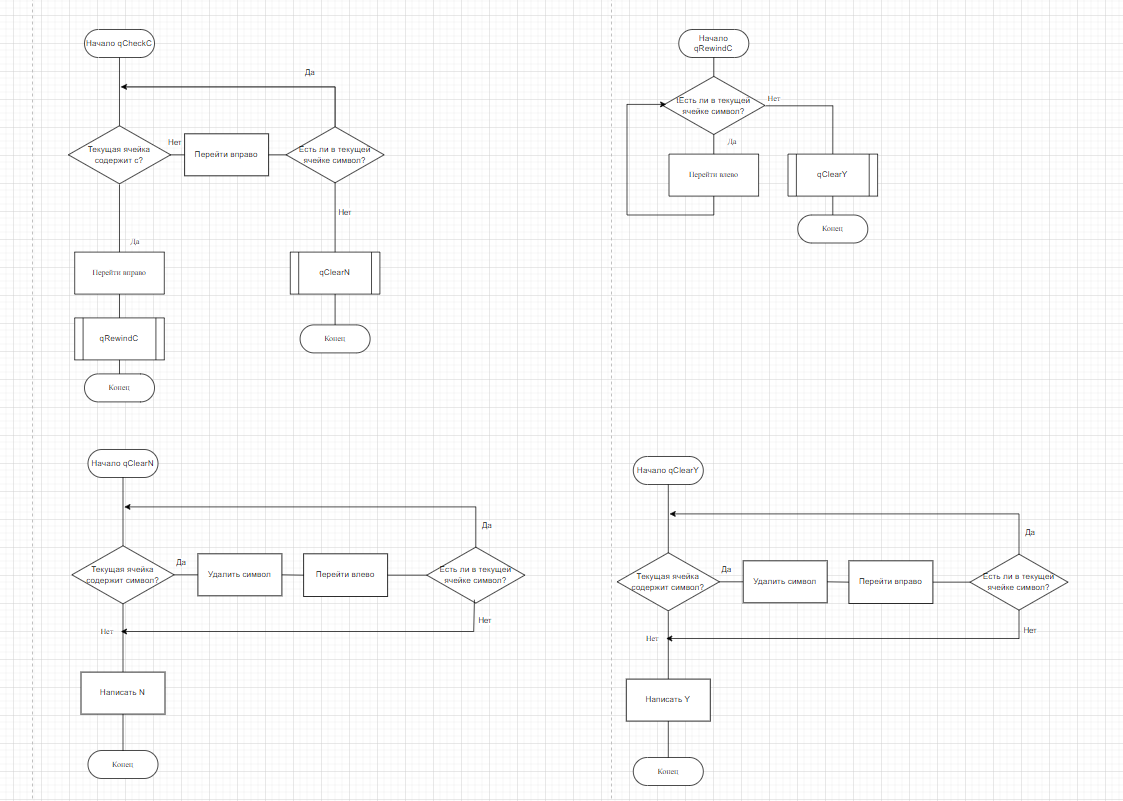 Начало qCheckC
Да
Текущая ячейка
содержит c?
Нет
Перейти вправо
Есть ли в текущей
ячейке символ?
Нет
Да
Перейти вправо
qClearN
qRewindC
Конец
Конец
Начало
qRewindC
!Есть ли в текущей
ячейке символ?
Нет
Да
Перейти влево
qClearY
Конец
Начало qClearN
Да
Текущая ячейка
содержит символ?
Да
Удалить символ
Перейти влево
Есть ли в текущей
ячейке символ?
Нет
Нет
Написать N
Конец
Начало qClearY
Да
Текущая ячейка
содержит символ?
Да
Удалить символ
Перейти вправо
Есть ли в текущей
ячейке символ?
Нет
Нет
Написать Y
Конец